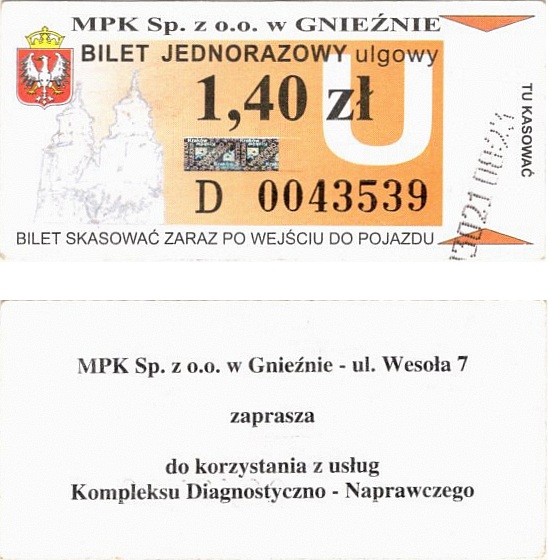 MPK Sp. z o.o. w GNIEŹNIE
BILET JEDNORAZOWY ulgowy
1,40 zł
U
TU KASOWAĆ
D 0043539
BILET SKASOWAĆ ZARAZ PO WEJŚCIU DO POJAZDU
MPK Sp. z o.o. w Gnieźnie - ul. Wesoła 7
zaprasza
do korzystania z usług
Kompleksu Diagnostyczno - Naprawczego